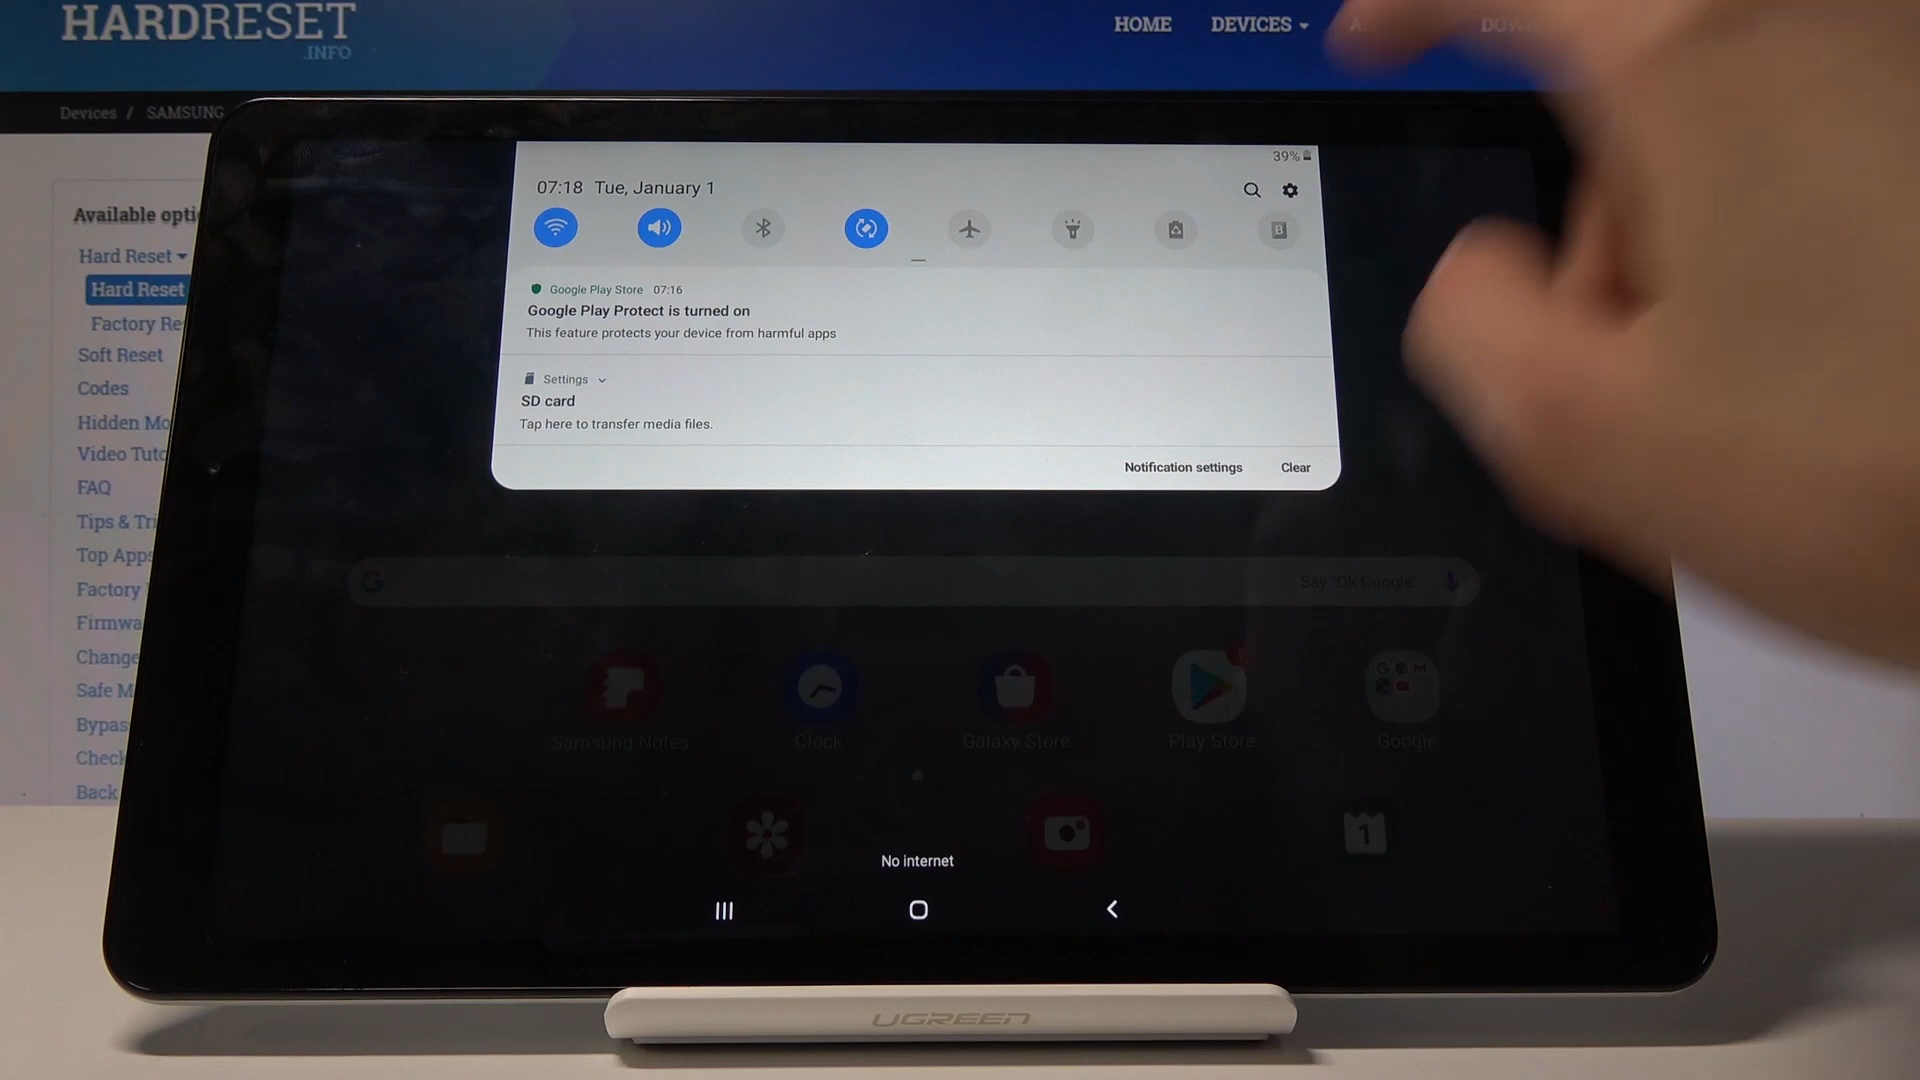 HARDRESET
.INFO
HOME
DEVICES
Devices / SAMSUNG
Available opti
Hard Reset
Hard Reset
Factory Re
Soft Reset
Codes
Hidden Mo
Video Tuto
FAQ
Tips & Tri
Top Apps
Factory
Firmwa
Change
Safe M
Bypas
Check
Back
39%
07:18 Tue, January 1
Google Play Store 07:16
Google Play Protect is turned on
This feature protects your device from harmful apps
Settings
SD card
Tap here to transfer media files.
Notification settings Clear
G
Say "Ok Google"
Samsung Notes
Clock
Galaxy Store
Play Store
Google
1
No internet
UGREEN